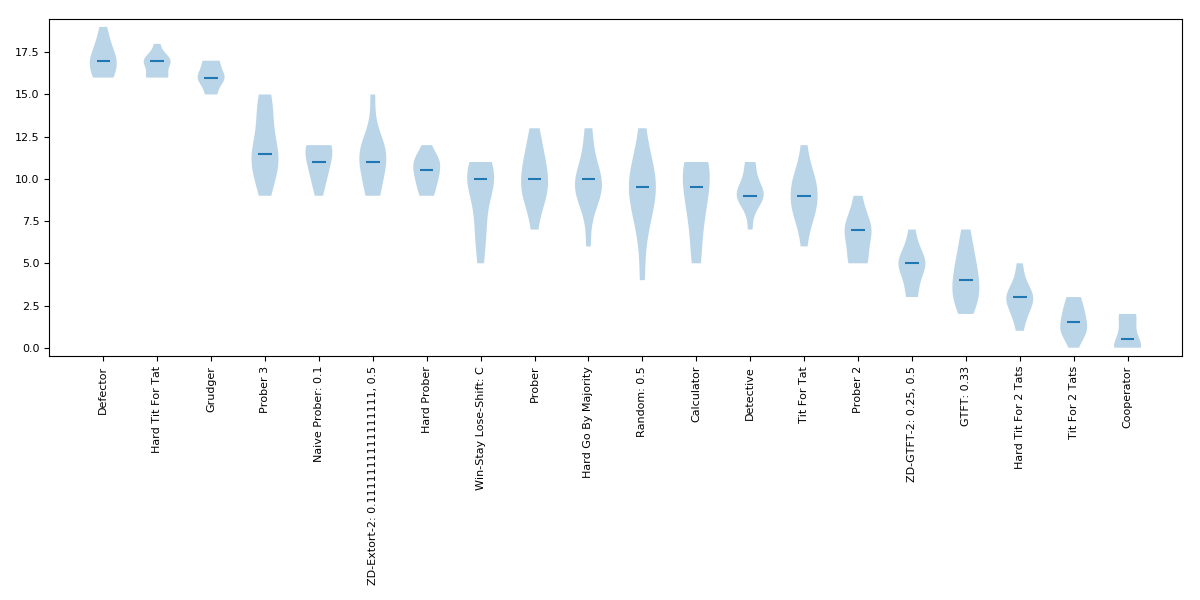 17.5
15.0
12.5
10.0
7.5
5.0
2.5
0.0
Defector
Hard Tit For Tat
Grudger
Prober 3
Naive Prober: 0.1
ZD-Extort-2: 0.1111111111111111, 0.5
Hard Prober
Win-Stay Lose-Shift: C
Prober
Hard Go By Majority
Random: 0.5
Calculator
Detective
Tit For Tat
Prober 2
ZD-GTFT-2: 0.25, 0.5
GTFT: 0.33
Hard Tit For 2 Tats
Tit For 2 Tats
Cooperator